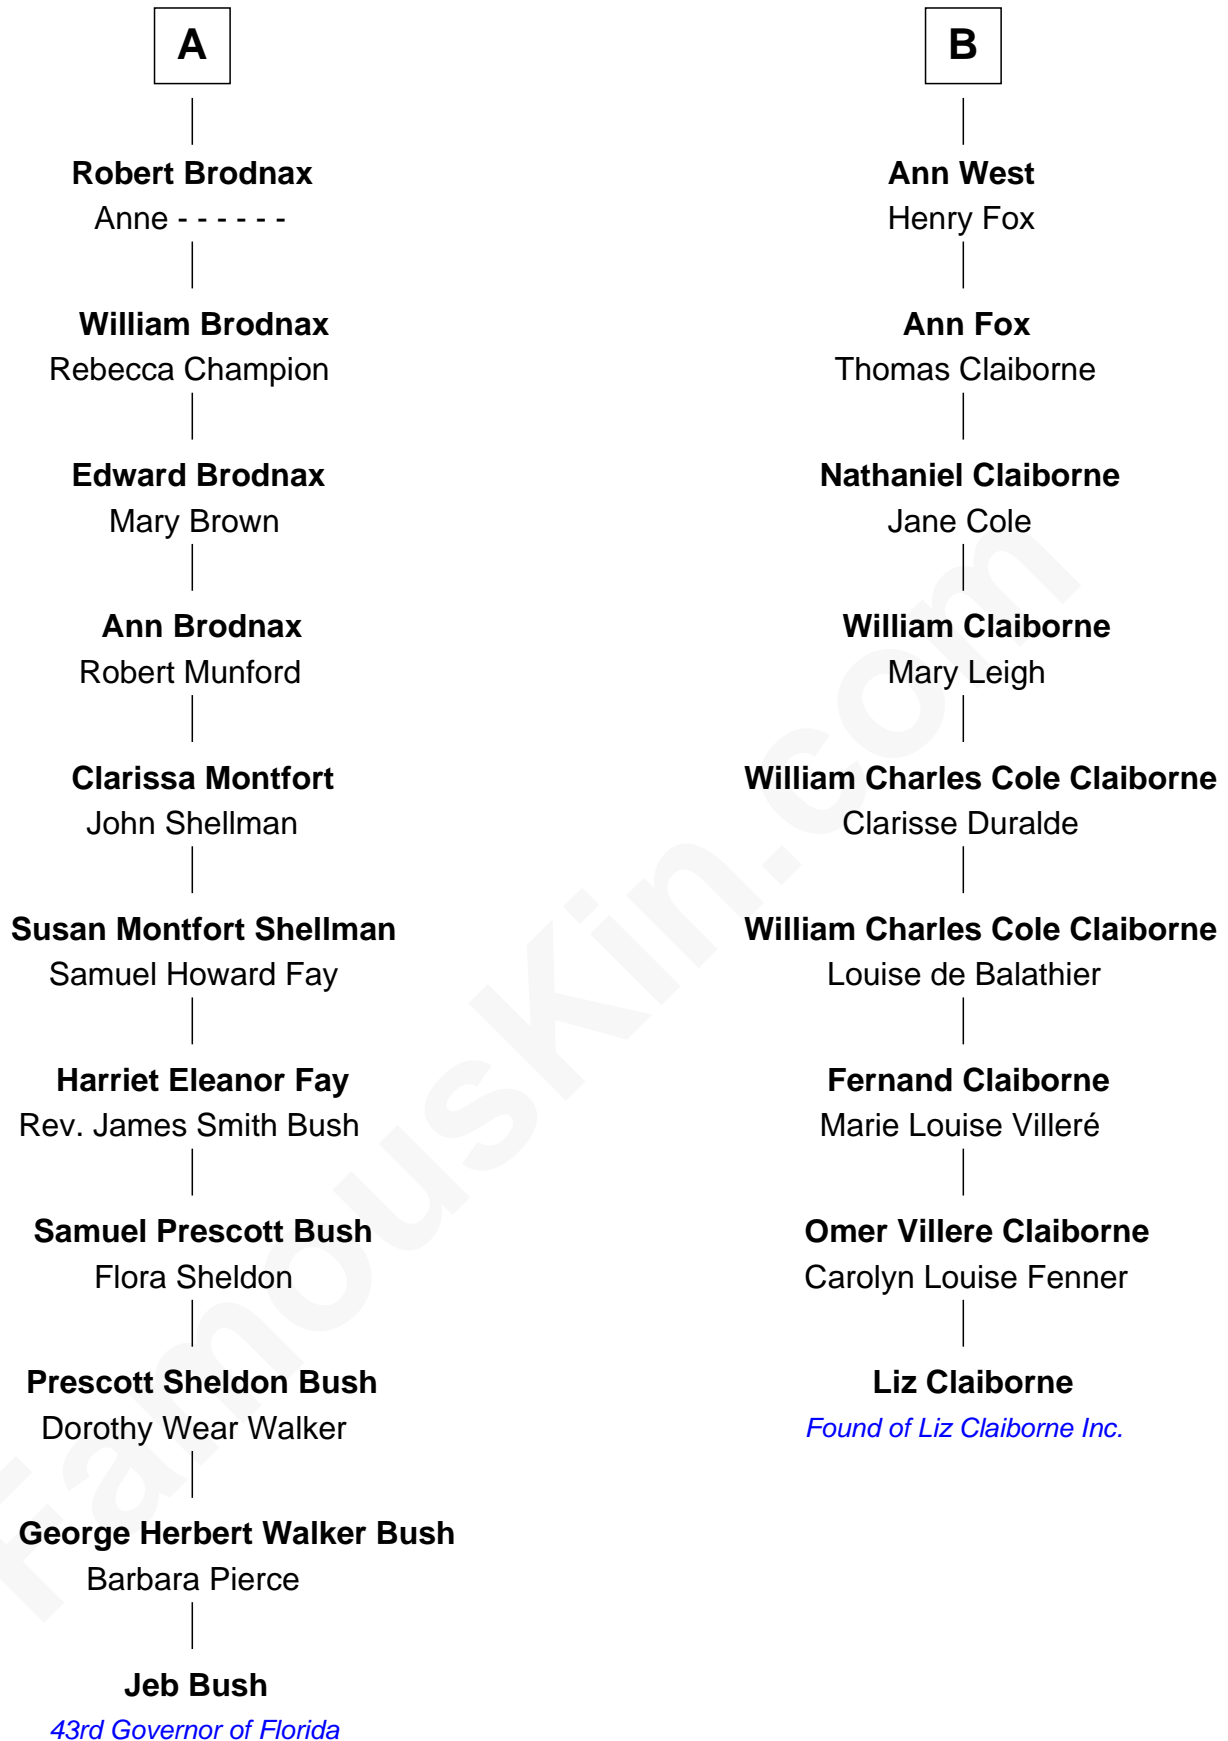 A
Robert Brodnax
Anne - - - - - -
William Brodnax
Rebecca Champion
Edward Brodnax
Mary Brown
Ann Brodnax
Robert Munford
Clarissa Montfort
John Shellman
Susan Montfort Shellman
Samuel Howard Fay
Harriet Eleanor Fay
Rev. James Smith Bush
Samuel Prescott Bush
Flora Sheldon
Prescott Sheldon Bush
Dorothy Wear Walker
George Herbert Walker Bush
Barbara Pierce
Jeb Bush
43rd Governor of Florida
B
Ann West
Henry Fox
Ann Fox
Thomas Claiborne
Nathaniel Claiborne
Jane Cole
William Claiborne
Mary Leigh
William Charles Cole Claiborne
Clarisse Duralde
William Charles Cole Claiborne
Louise de Balathier
Fernand Claiborne
Marie Louise Villeré
Omer Villere Claiborne
Carolyn Louise Fenner
Liz Claiborne
Found of Liz Claiborne Inc.
FamousKin.com